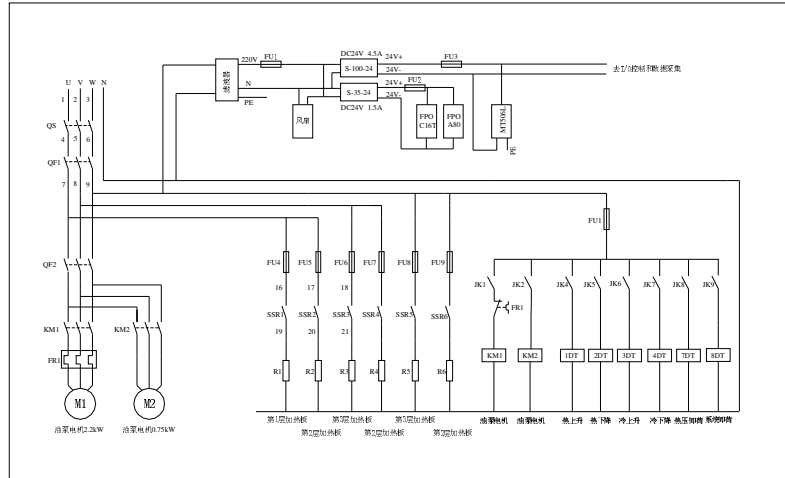 U V W N
1 2 3
QS
4 5 6
QF1
7 8 9
滤波器
220V
FU1
N
PE
DC24V 4.5A
S-100-24
S-35-24
DC24V 1.5A
24V+
24V-
24V+
24V-
FU3
FU2
风扇
FPO
C16T
FPO
A80
MT506L
PE
去I/O控制和数据采集
FU1
QF2
FU4 FU5 FU6 FU7 FU8 FU9
16 17 18
SSR1 SSR2 SSR3 SSR4 SSR5 SSR6
19 20 21
R1 R2 R3 R4 R5 R6
JK1 JK2 JK4 JK5 JK6 JK7 JK8 JK9
FR1
KM1 KM2 1DT 2DT 3DT 4DT 7DT 8DT
KM1 KM2
FR1
M1 M2
油泵电机2.2kW 油泵电机0.75kW
第1层加热板 第3层加热板 第3层加热板
第2层加热板 第2层加热板 第2层加热板
油泵电机 油泵电机 热上升 热下降 冷上升 冷下降 热压卸荷 系统卸荷